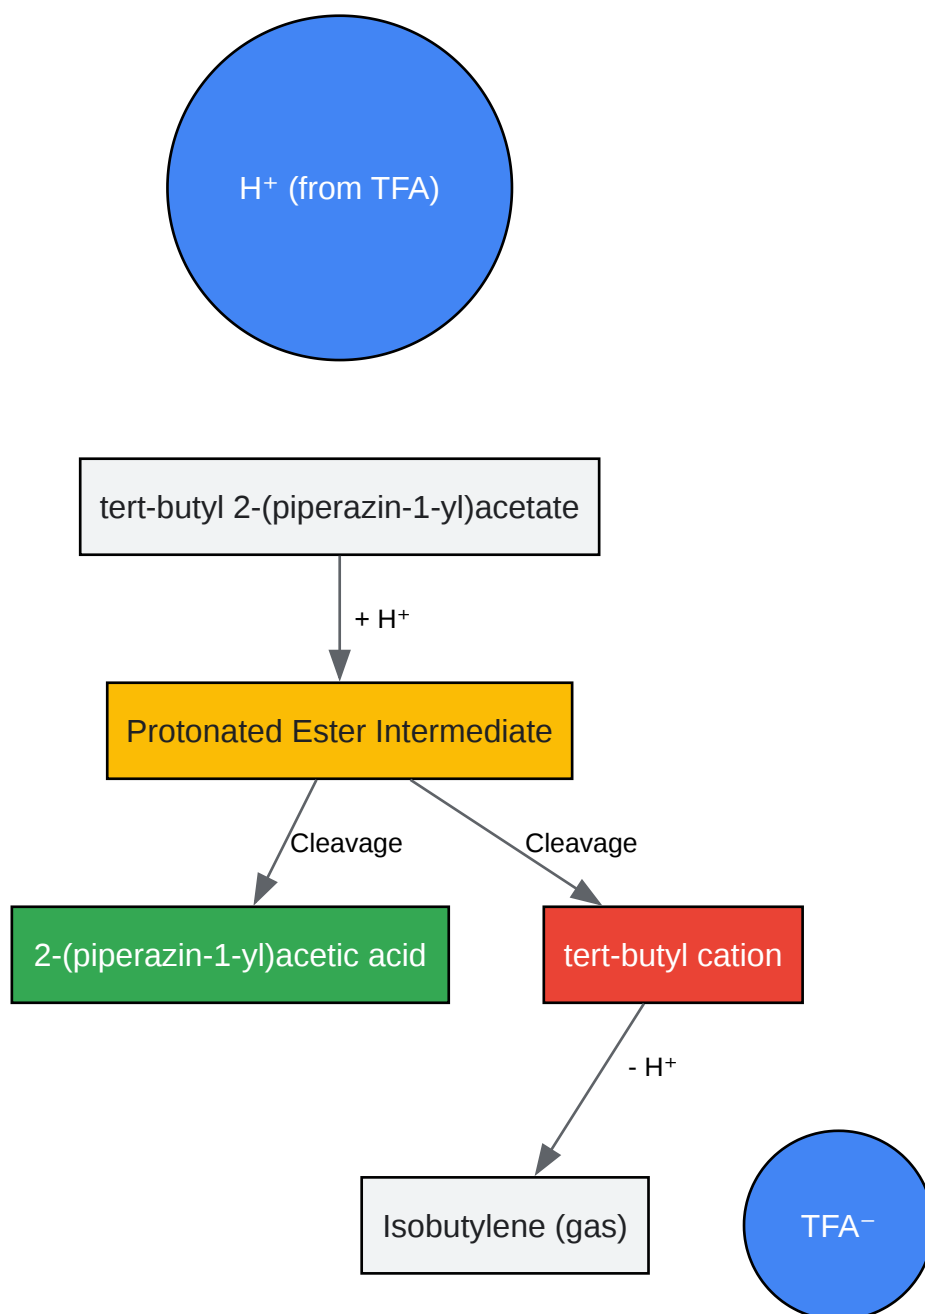 H⁺ (from TFA)
tert-butyl 2-(piperazin-1-yl)acetate
+ H⁺
Protonated Ester Intermediate
Cleavage
Cleavage
2-(piperazin-1-yl)acetic acid
tert-butyl cation
- H⁺
Isobutylene (gas)
TFA⁻